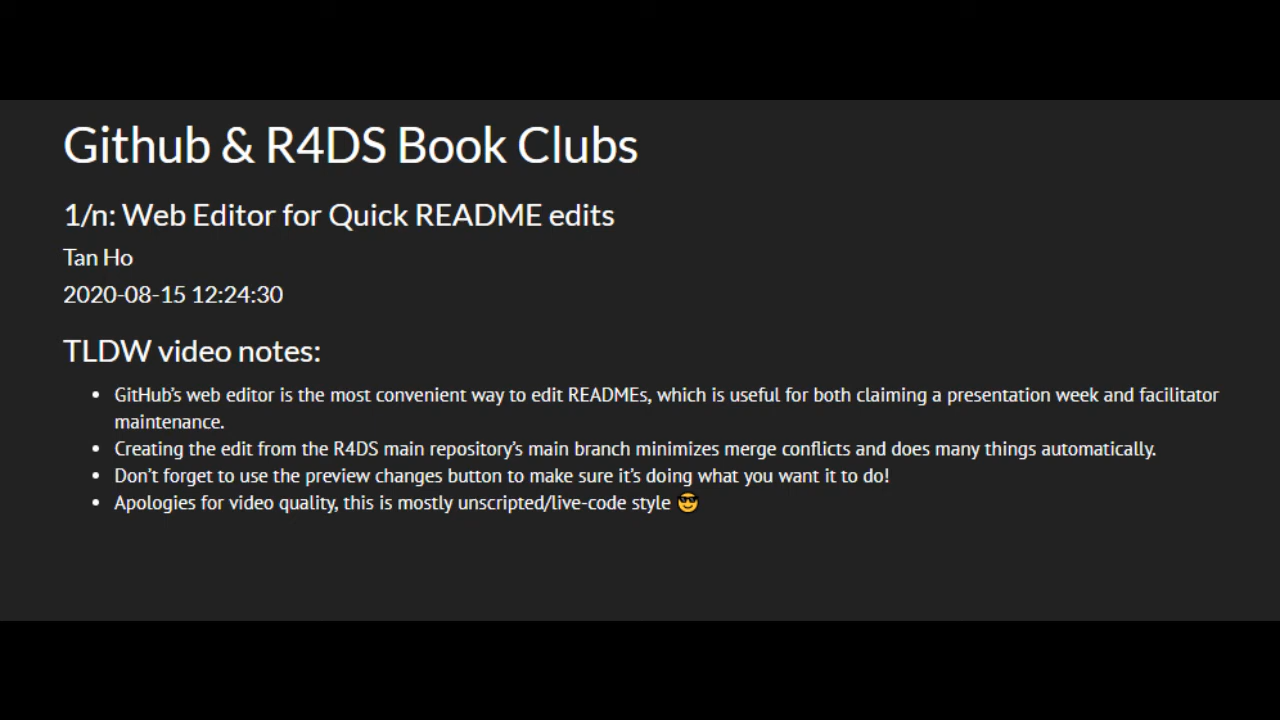 Github & R4DS Book Clubs
1/n: Web Editor for Quick README edits
Tan Ho
2020-08-15 12:24:30
TLDW video notes:
• GitHub's web editor is the most convenient way to edit READMEs, which is useful for both claiming a presentation week and facilitator
maintenance.
• Creating the edit from the R4DS main repository's main branch minimizes merge conflicts and does many things automatically.
• Don't forget to use the preview changes button to make sure it's doing what you want it to do!
• Apologies for video quality, this is mostly unscripted/live-code style 😎